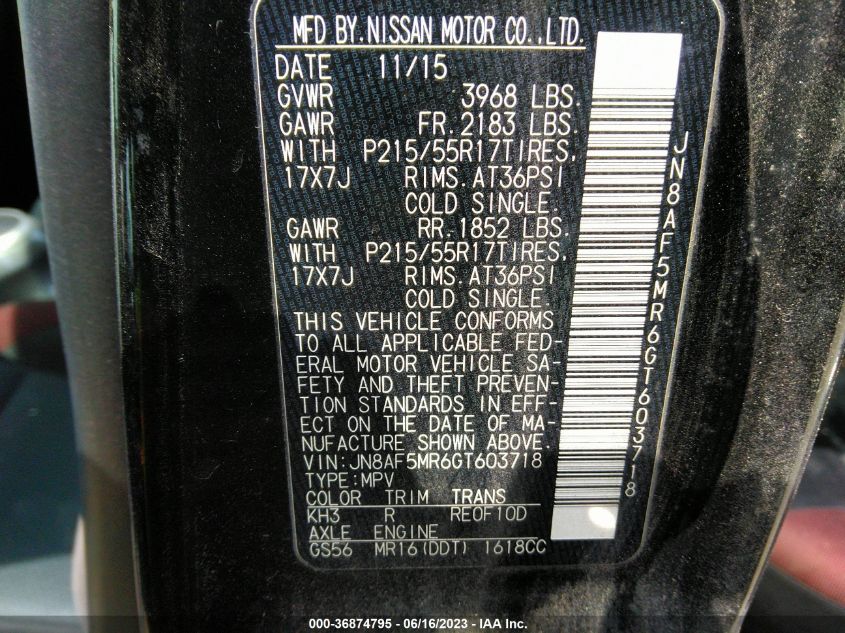 MFD BY. NISSAN MOTOR CO., LTD.
DATE 11/15
GVWR 3968 LBS.
GAWR FR. 2183 LBS.
WITH P215/55R17TIRES.
17X7J RIMS. AT36PSI
COLD SINGLE.
GAWR RR. 1852 LBS.
WITH P215/55R17TIRES.
17X7J RIMS. AT36PSI
COLD SINGLE.
THIS VEHICLE CONFORMS
TO ALL APPLICABLE FED-
ERAL MOTOR VEHICLE SA-
FETY AND THEFT PREVEN-
TION STANDARDS IN EFF-
ECT ON THE DATE OF MA-
NUFACTURE SHOWN ABOVE.
VIN:JN8AF5MR6GT603718
TYPE:MPV
COLOR TRIM TRANS
KH3 R RE0F10D
AXLE ENGINE
GS56 MR16(DDT) 1618CC
JN8AF5MR6GT603718
000-36874795 - 06/16/2023 - IAA Inc.